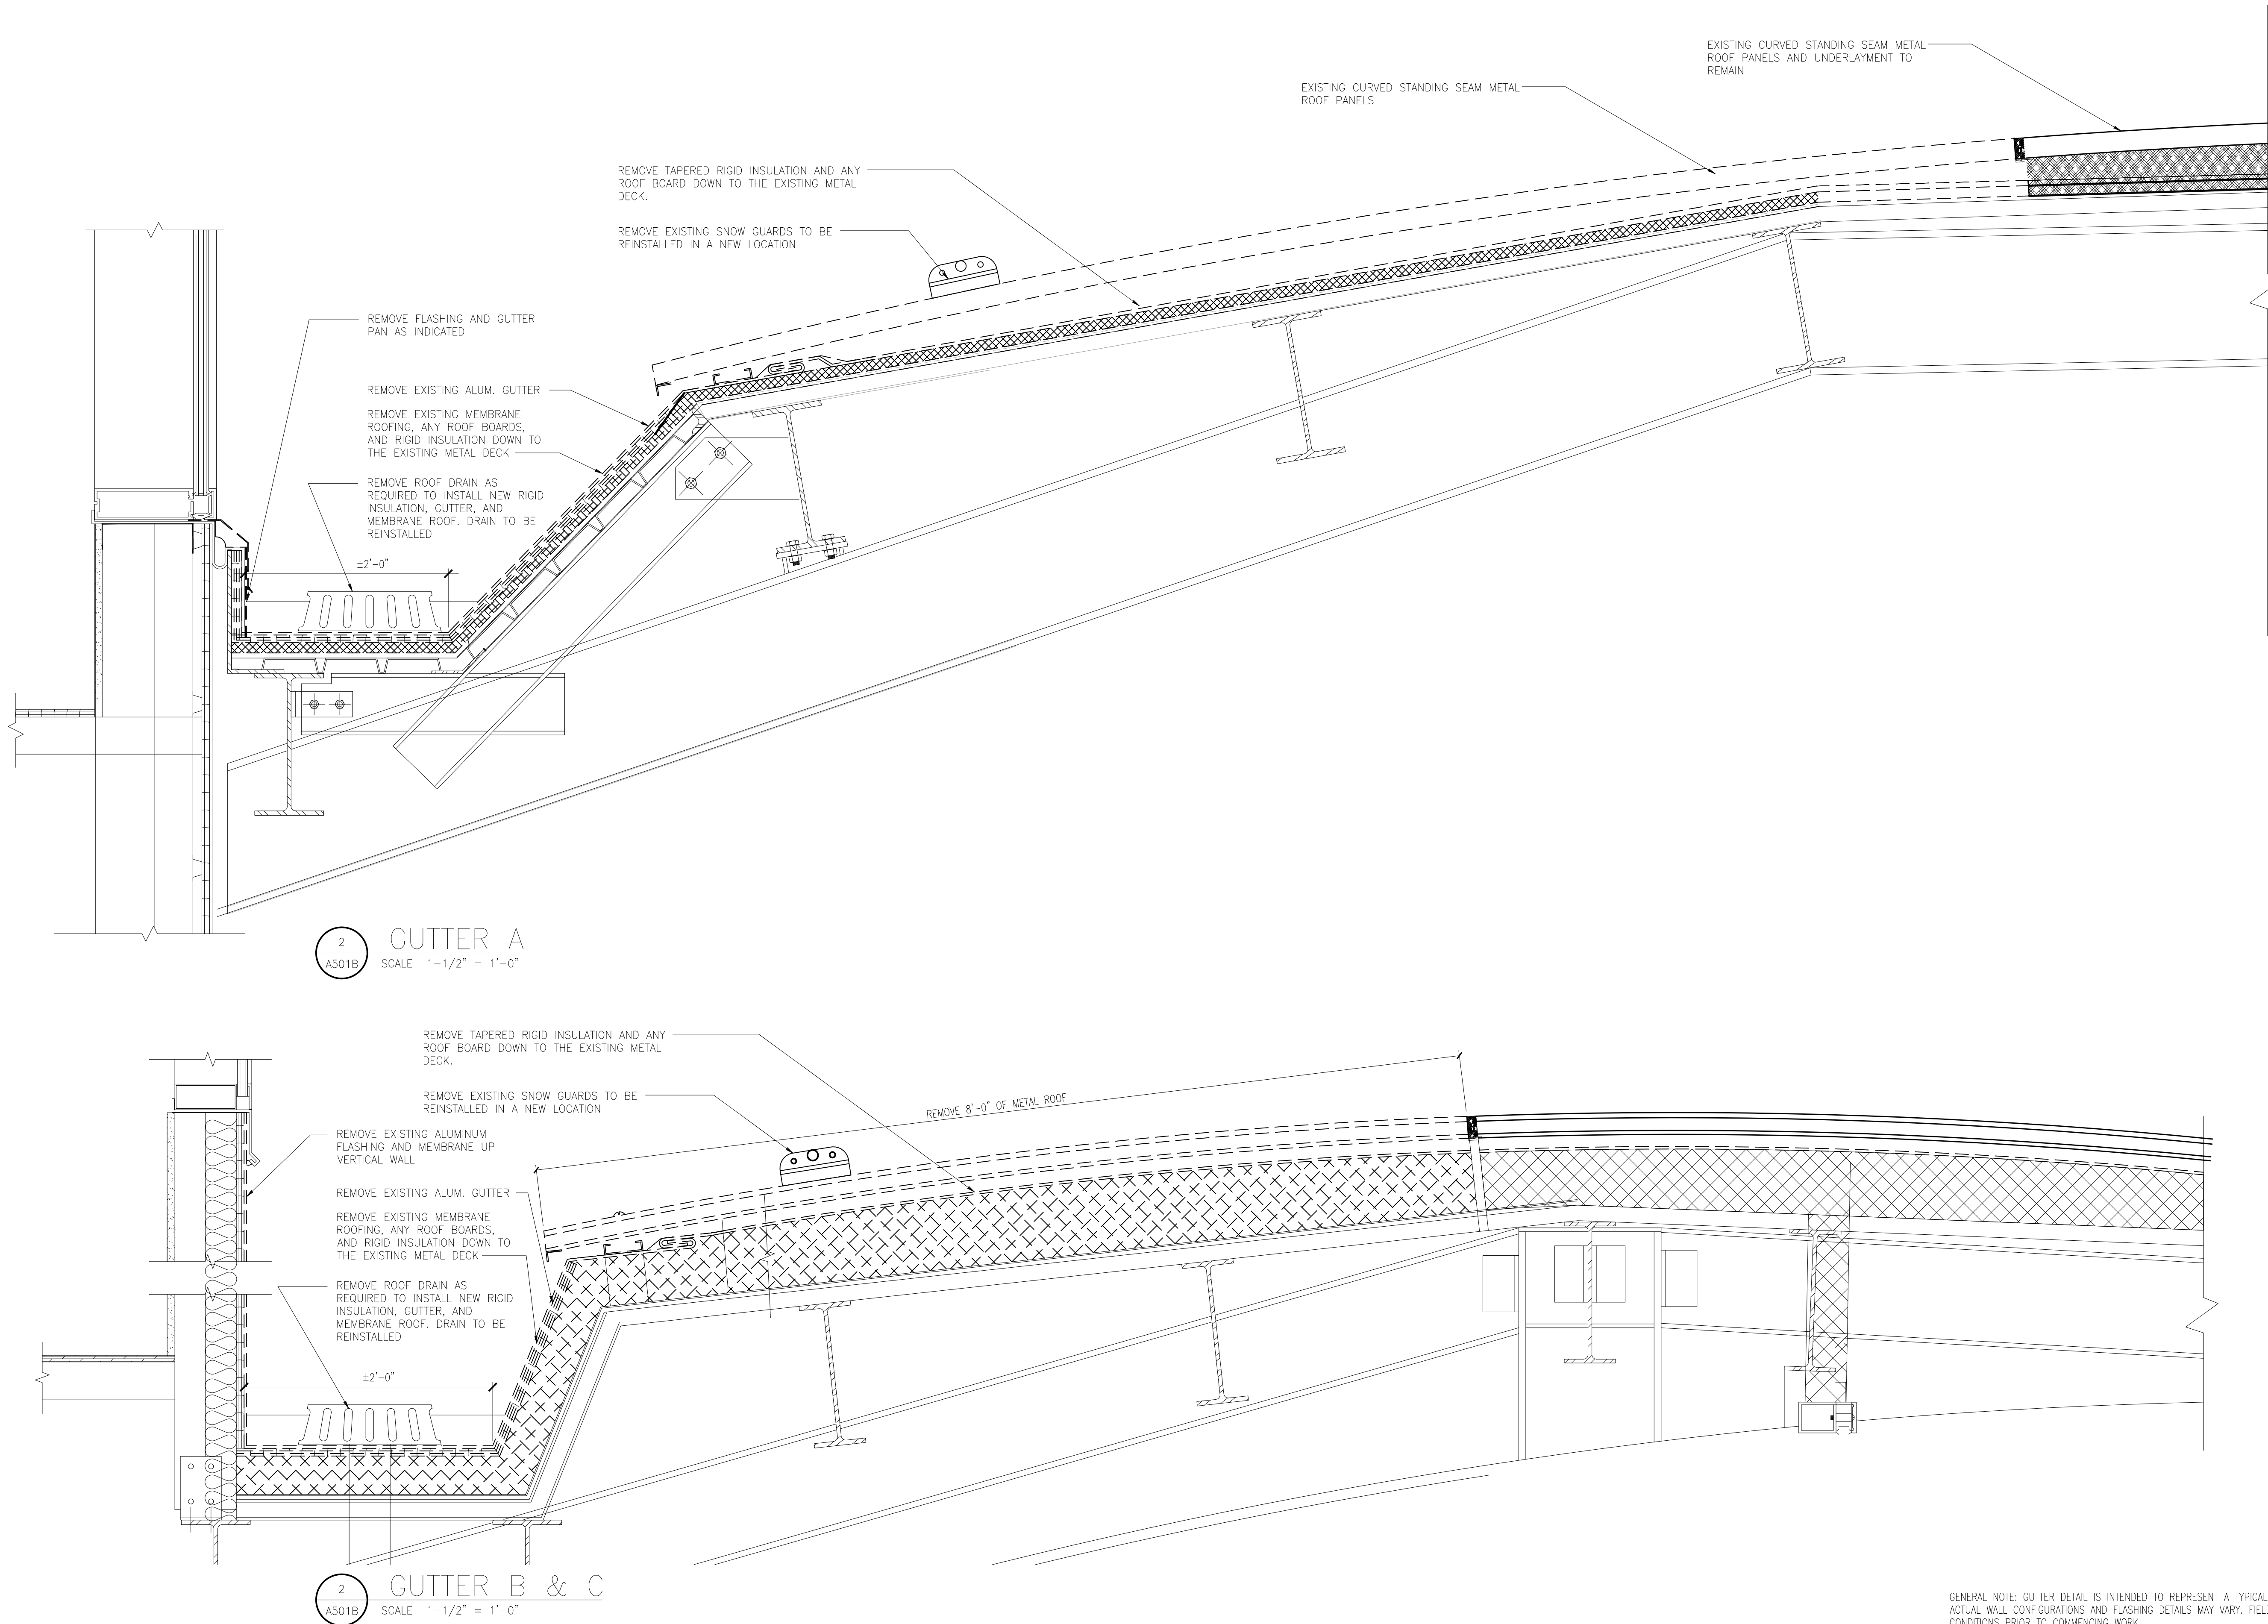 EXISTING CURVED STANDING SEAM METAL
ROOF PANELS AND UNDERLAYMENT TO
REMAIN
EXISTING CURVED STANDING SEAM METAL
ROOF PANELS
REMOVE TAPERED RIGID INSULATION AND ANY
ROOF BOARD DOWN TO THE EXISTING METAL
DECK.
REMOVE EXISTING SNOW GUARDS TO BE
REINSTALLED IN A NEW LOCATION
REMOVE FLASHING AND GUTTER
PAN AS INDICATED
REMOVE EXISTING ALUM. GUTTER
REMOVE EXISTING MEMBRANE
ROOFING, ANY ROOF BOARDS,
AND RIGID INSULATION DOWN TO
THE EXISTING METAL DECK
REMOVE ROOF DRAIN AS
REQUIRED TO INSTALL NEW RIGID
INSULATION, GUTTER, AND
MEMBRANE ROOF. DRAIN TO BE
REINSTALLED
±2'-0"
2
A501B
GUTTER A
SCALE 1-1/2" = 1'-0"
REMOVE TAPERED RIGID INSULATION AND ANY
ROOF BOARD DOWN TO THE EXISTING METAL
DECK.
REMOVE EXISTING SNOW GUARDS TO BE
REINSTALLED IN A NEW LOCATION
REMOVE 8'-0" OF METAL ROOF
REMOVE EXISTING ALUMINUM
FLASHING AND MEMBRANE UP
VERTICAL WALL
REMOVE EXISTING ALUM. GUTTER
REMOVE EXISTING MEMBRANE
ROOFING, ANY ROOF BOARDS,
AND RIGID INSULATION DOWN TO
THE EXISTING METAL DECK
REMOVE ROOF DRAIN AS
REQUIRED TO INSTALL NEW RIGID
INSULATION, GUTTER, AND
MEMBRANE ROOF. DRAIN TO BE
REINSTALLED
±2'-0"
2
A501B
GUTTER B & C
SCALE 1-1/2" = 1'-0"
GENERAL NOTE: GUTTER DETAIL IS INTENDED TO REPRESENT A TYPICAL
ACTUAL WALL CONFIGURATIONS AND FLASHING DETAILS MAY VARY. FIEL
CONDITIONS PRIOR TO COMMENCING WORK